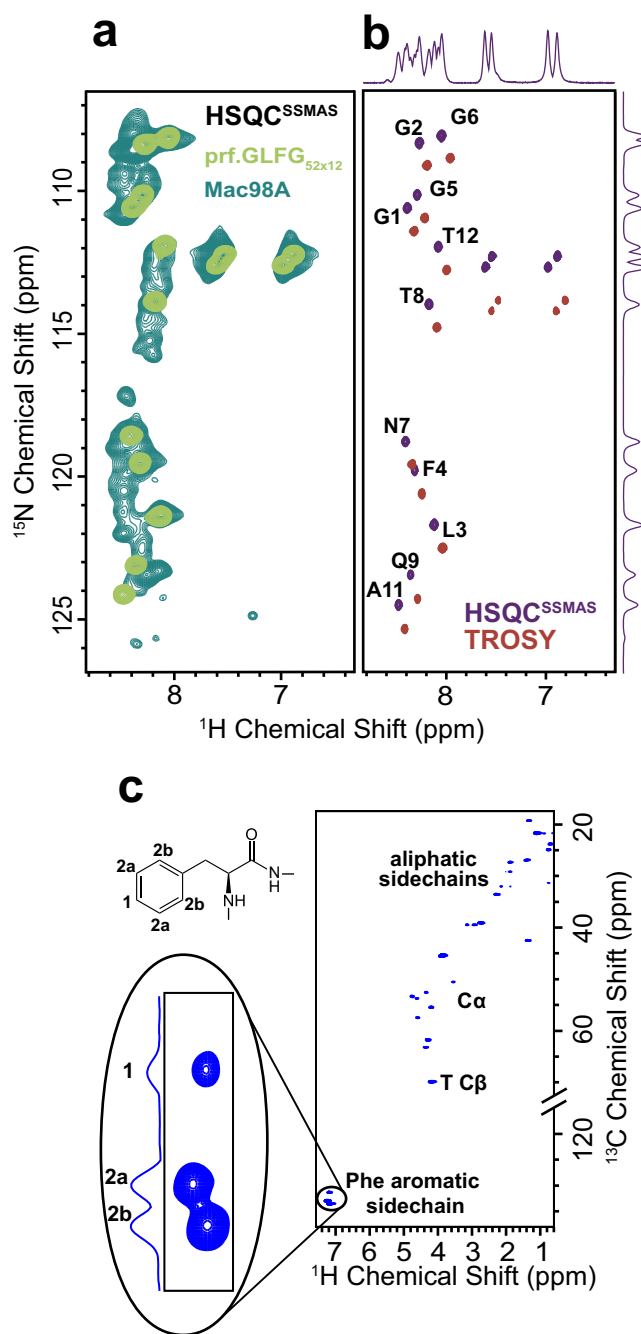 a
HSQC^SSMAS
prf.GLFG_52x12
Mac98A
110
115
120
125
8
7
¹⁵N Chemical Shift (ppm)
b
G2
G6
G5
G1
T12
T8
N7
F4
L3
Q9
A11
HSQC^SSMAS
TROSY
8
7
¹H Chemical Shift (ppm)
c
O
N
H
NH
2b
2a
1
2b
2a
aliphatic
sidechains
Cα
T Cβ
Phe aromatic
sidechain
1
2a
2b
20
40
60
120
¹³C Chemical Shift (ppm)
7 6 5 4 3 2 1
¹H Chemical Shift (ppm)